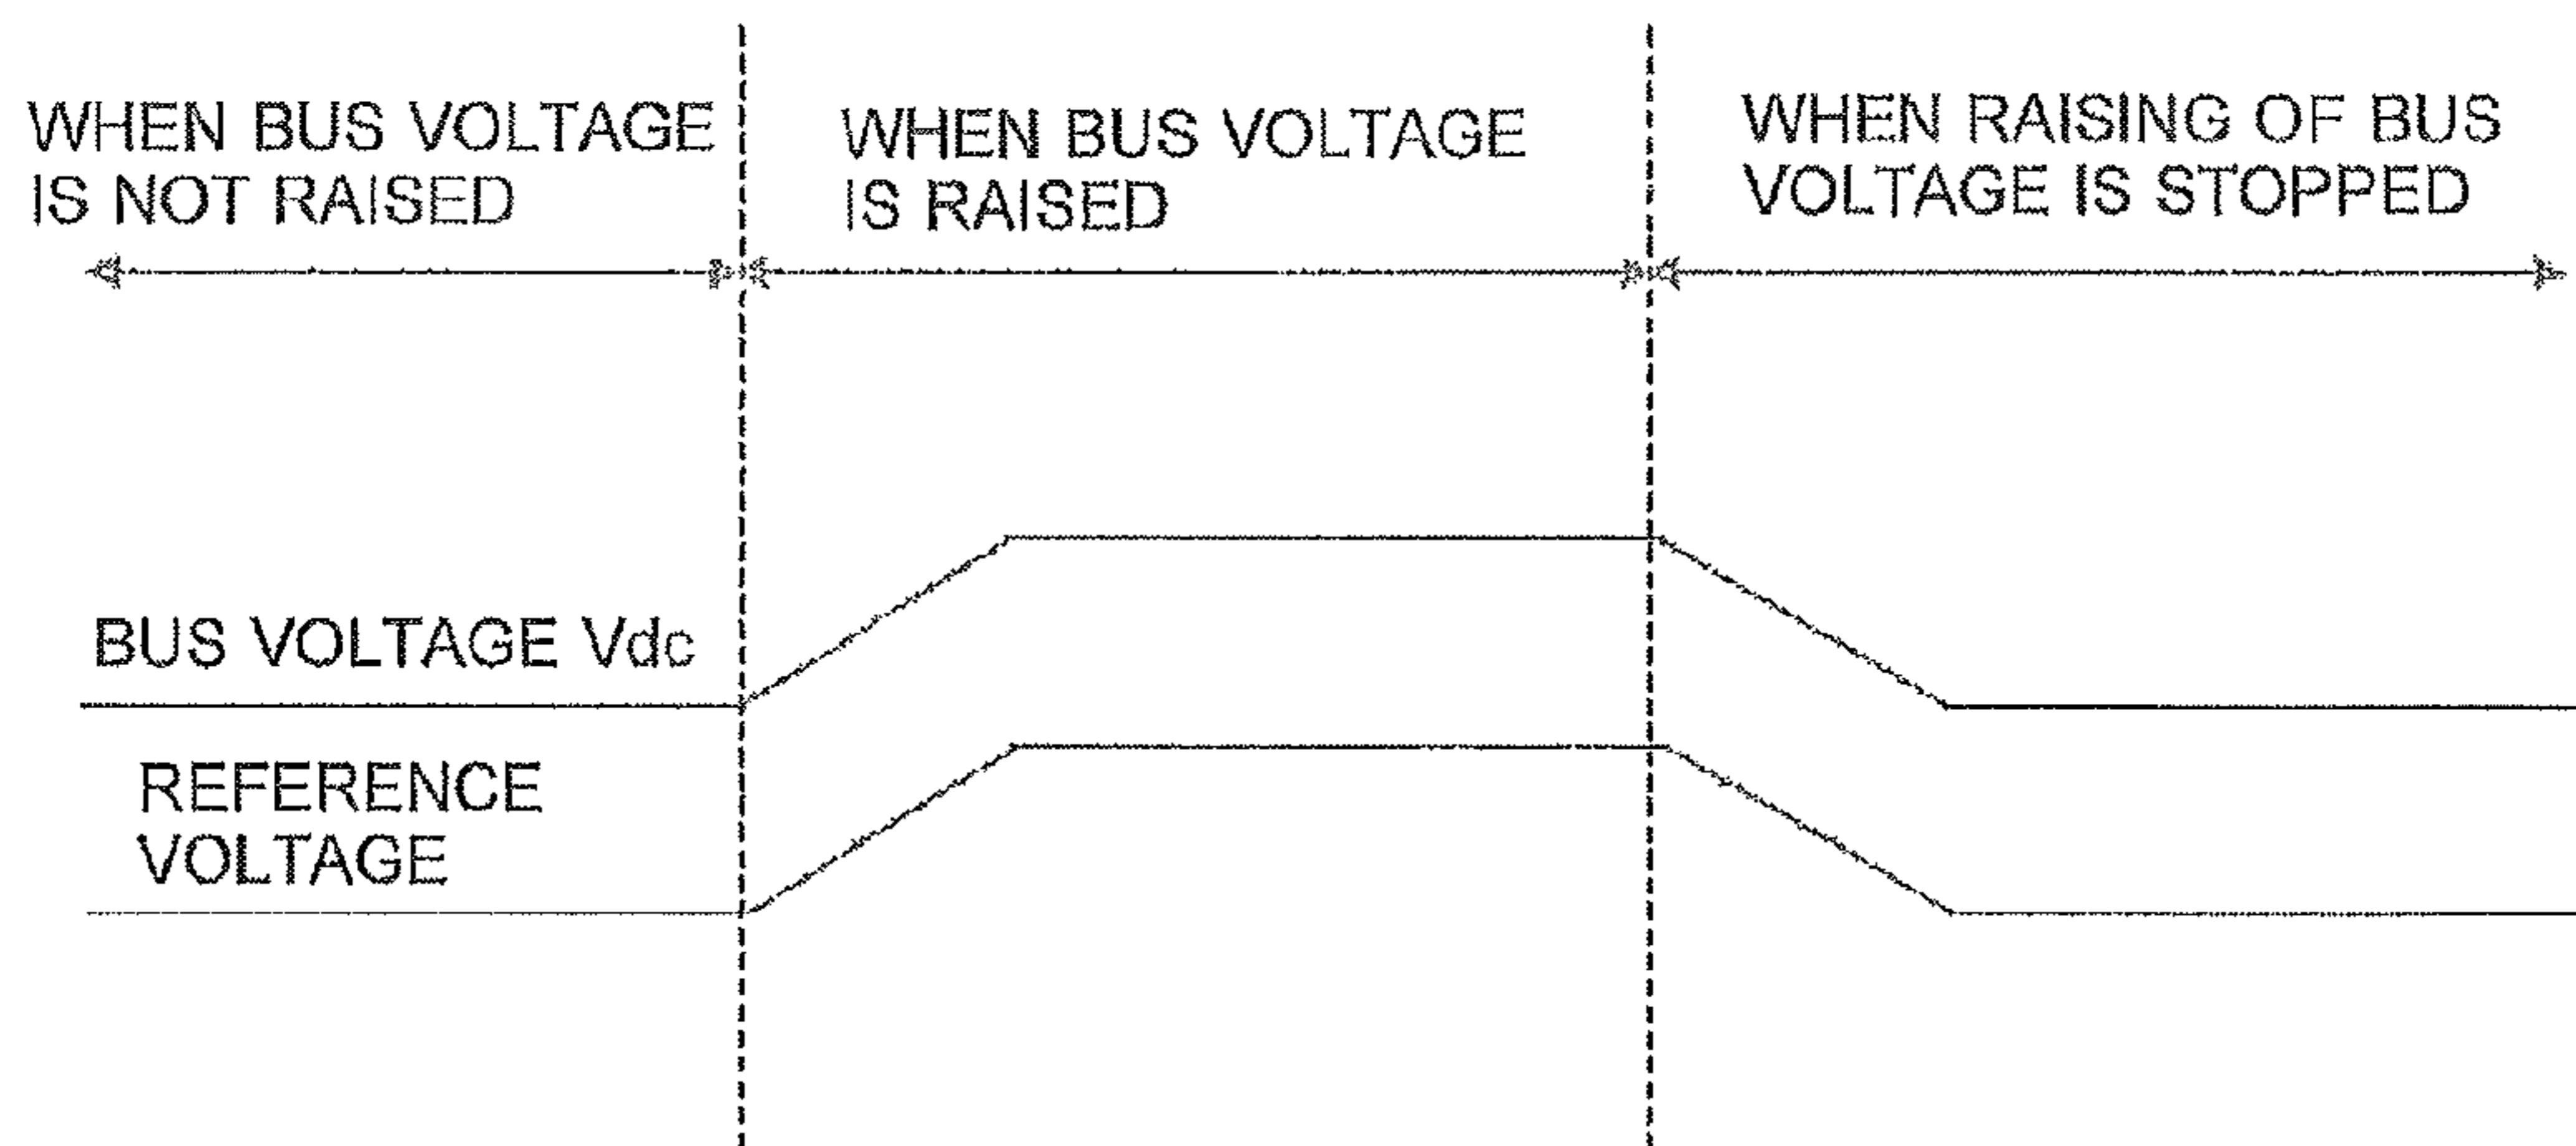 WHEN BUS VOLTAGE
IS NOT RAISED
WHEN BUS VOLTAGE
IS RAISED
WHEN RAISING OF BUS
VOLTAGE IS STOPPED
BUS VOLTAGE Vdc
REFERENCE
VOLTAGE